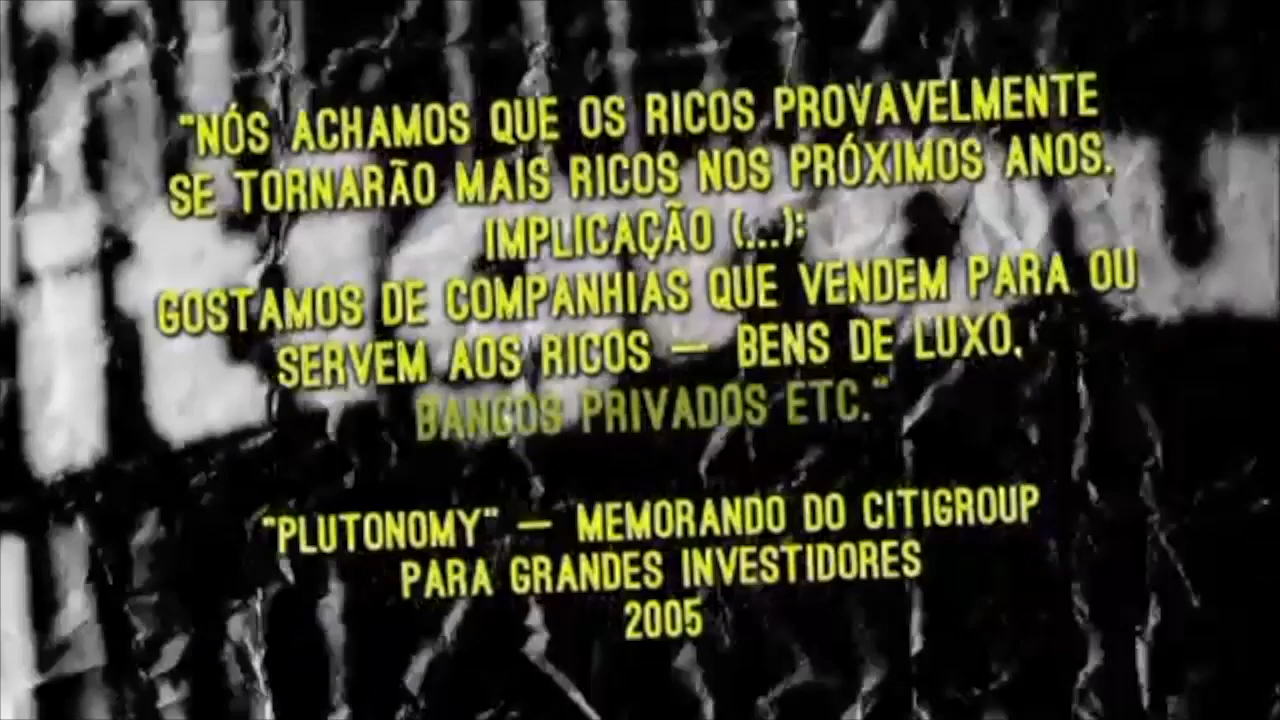 "NÓS ACHAMOS QUE OS RICOS PROVAVELMENTE
SE TORNARÃO MAIS RICOS NOS PRÓXIMOS ANOS.
IMPLICAÇÃO (...):
GOSTAMOS DE COMPANHIAS QUE VENDEM PARA OU
SERVEM AOS RICOS — BENS DE LUXO,
BANCOS PRIVADOS ETC."
"PLUTONOMY" — MEMORANDO DO CITIGROUP
PARA GRANDES INVESTIDORES
2005